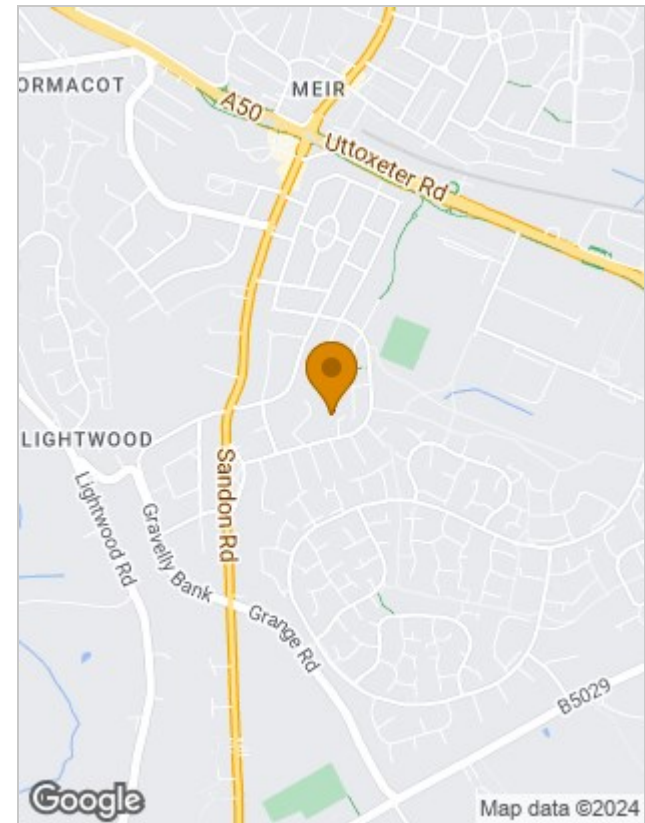 ORMACOT
MEIR
A50
Uttoxeter Rd
LIGHTWOOD
Sandon Rd
Lightwood Rd
Gravelly Bank
Grange Rd
B5029
Google
Map data ©2024